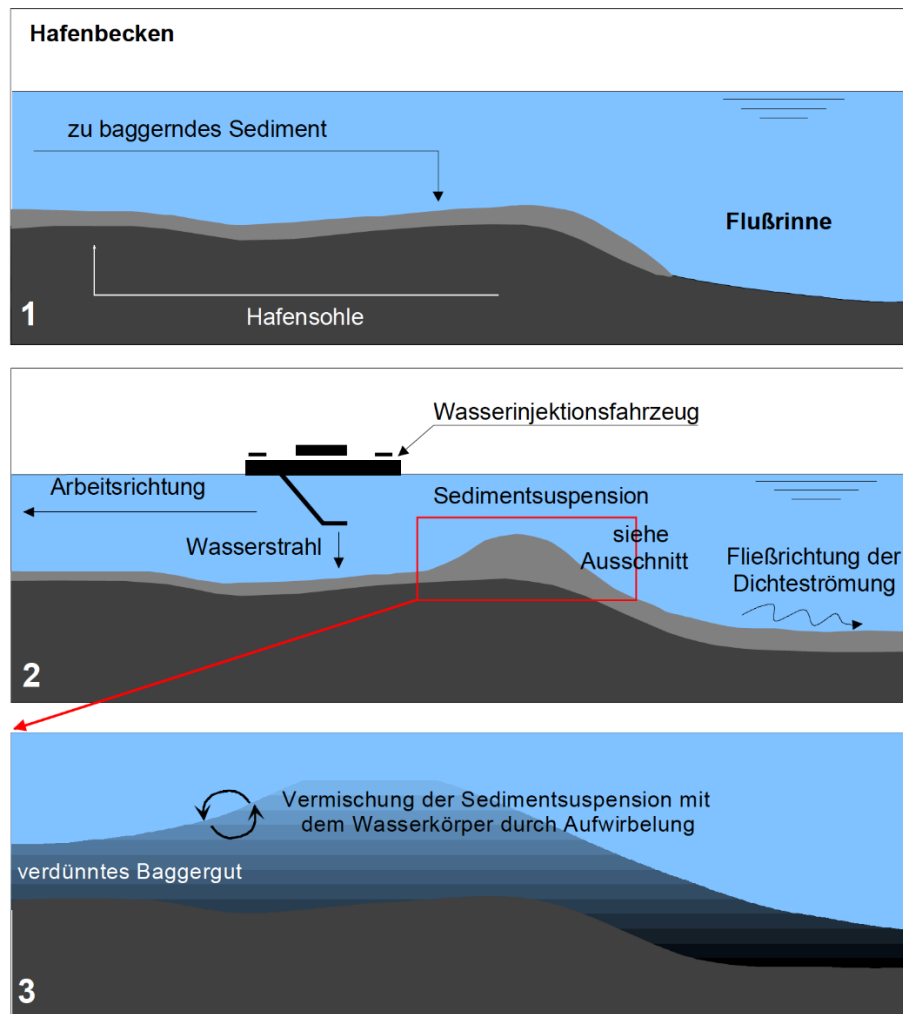 Hafenbecken
zu baggerndes Sediment
Flußrinne
Hafensohle
1
Wasserinjektionsfahrzeug
Arbeitsrichtung
Sedimentsuspension
siehe
Ausschnitt
Wasserstrahl
Fließrichtung der
Dichteströmung
2
Vermischung der Sedimentsuspension mit
dem Wasserkörper durch Aufwirbelung
verdünntes Baggergut
3